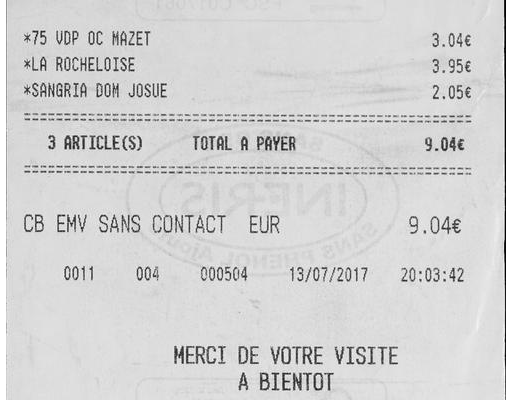 *75 VDP OC MAZET 3.04€
*LA ROCHELOISE 3.95€
*SANGRIA DOM JOSUE 2.05€
3 ARTICLE(S) TOTAL A PAYER 9.04€
CB EMV SANS CONTACT EUR 9.04€
0011 004 000504 13/07/2017 20:03:42
MERCI DE VOTRE VISITE
A BIENTOT